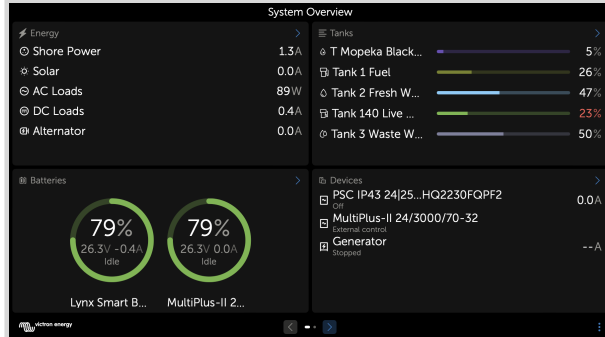 System Overview
Energy
Shore Power 1.3A
Solar 0.0A
AC Loads 89W
DC Loads 0.4A
Alternator 0.0A
Tanks
T Mopeka Black... 5%
Tank 1 Fuel 26%
Tank 2 Fresh W... 47%
Tank 140 Live ... 23%
Tank 3 Waste W... 50%
Batteries
79%
26.3V -0.4A
Idle
Lynx Smart B...
79%
26.3V 0.0A
Idle
MultiPlus-II 2...
Devices
PSC IP43 24|25...HQ2230FQPF2 0.0A
Off
MultiPlus-II 24/3000/70-32
External control
Generator --A
Stopped
victron energy